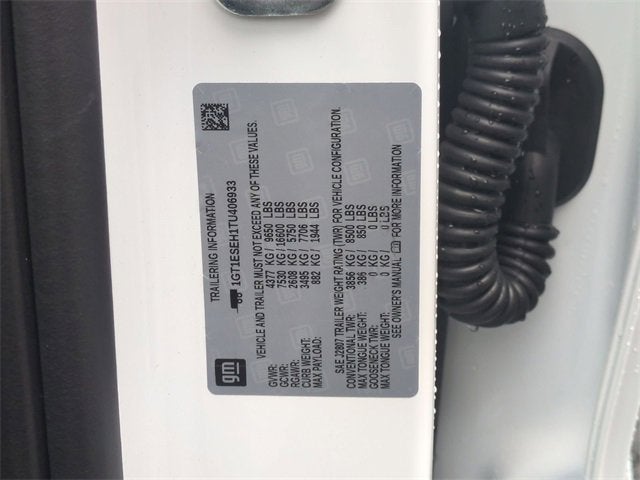 TRAILERING INFORMATION
1GT1ESEH1TU406933
VEHICLE AND TRAILER MUST NOT EXCEED ANY OF THESE VALUES.
GVWR: 4377 KG / 9650 LBS
GCWR: 7530 KG / 16600 LBS
RGAWR: 2608 KG / 5750 LBS
CURB WEIGHT: 3495 KG / 7706 LBS
MAX PAYLOAD: 882 KG / 1944 LBS
SAE J2807 TRAILER WEIGHT RATING (TWR) FOR VEHICLE CONFIGURATION.
CONVENTIONAL TWR: 3856 KG / 8500 LBS
MAX TONGUE WEIGHT: 386 KG / 850 LBS
GOOSENECK TWR: 0 KG / 0 LBS
MAX TONGUE WEIGHT: 0 KG / 0 LBS
SEE OWNER'S MANUAL FOR MORE INFORMATION
gm